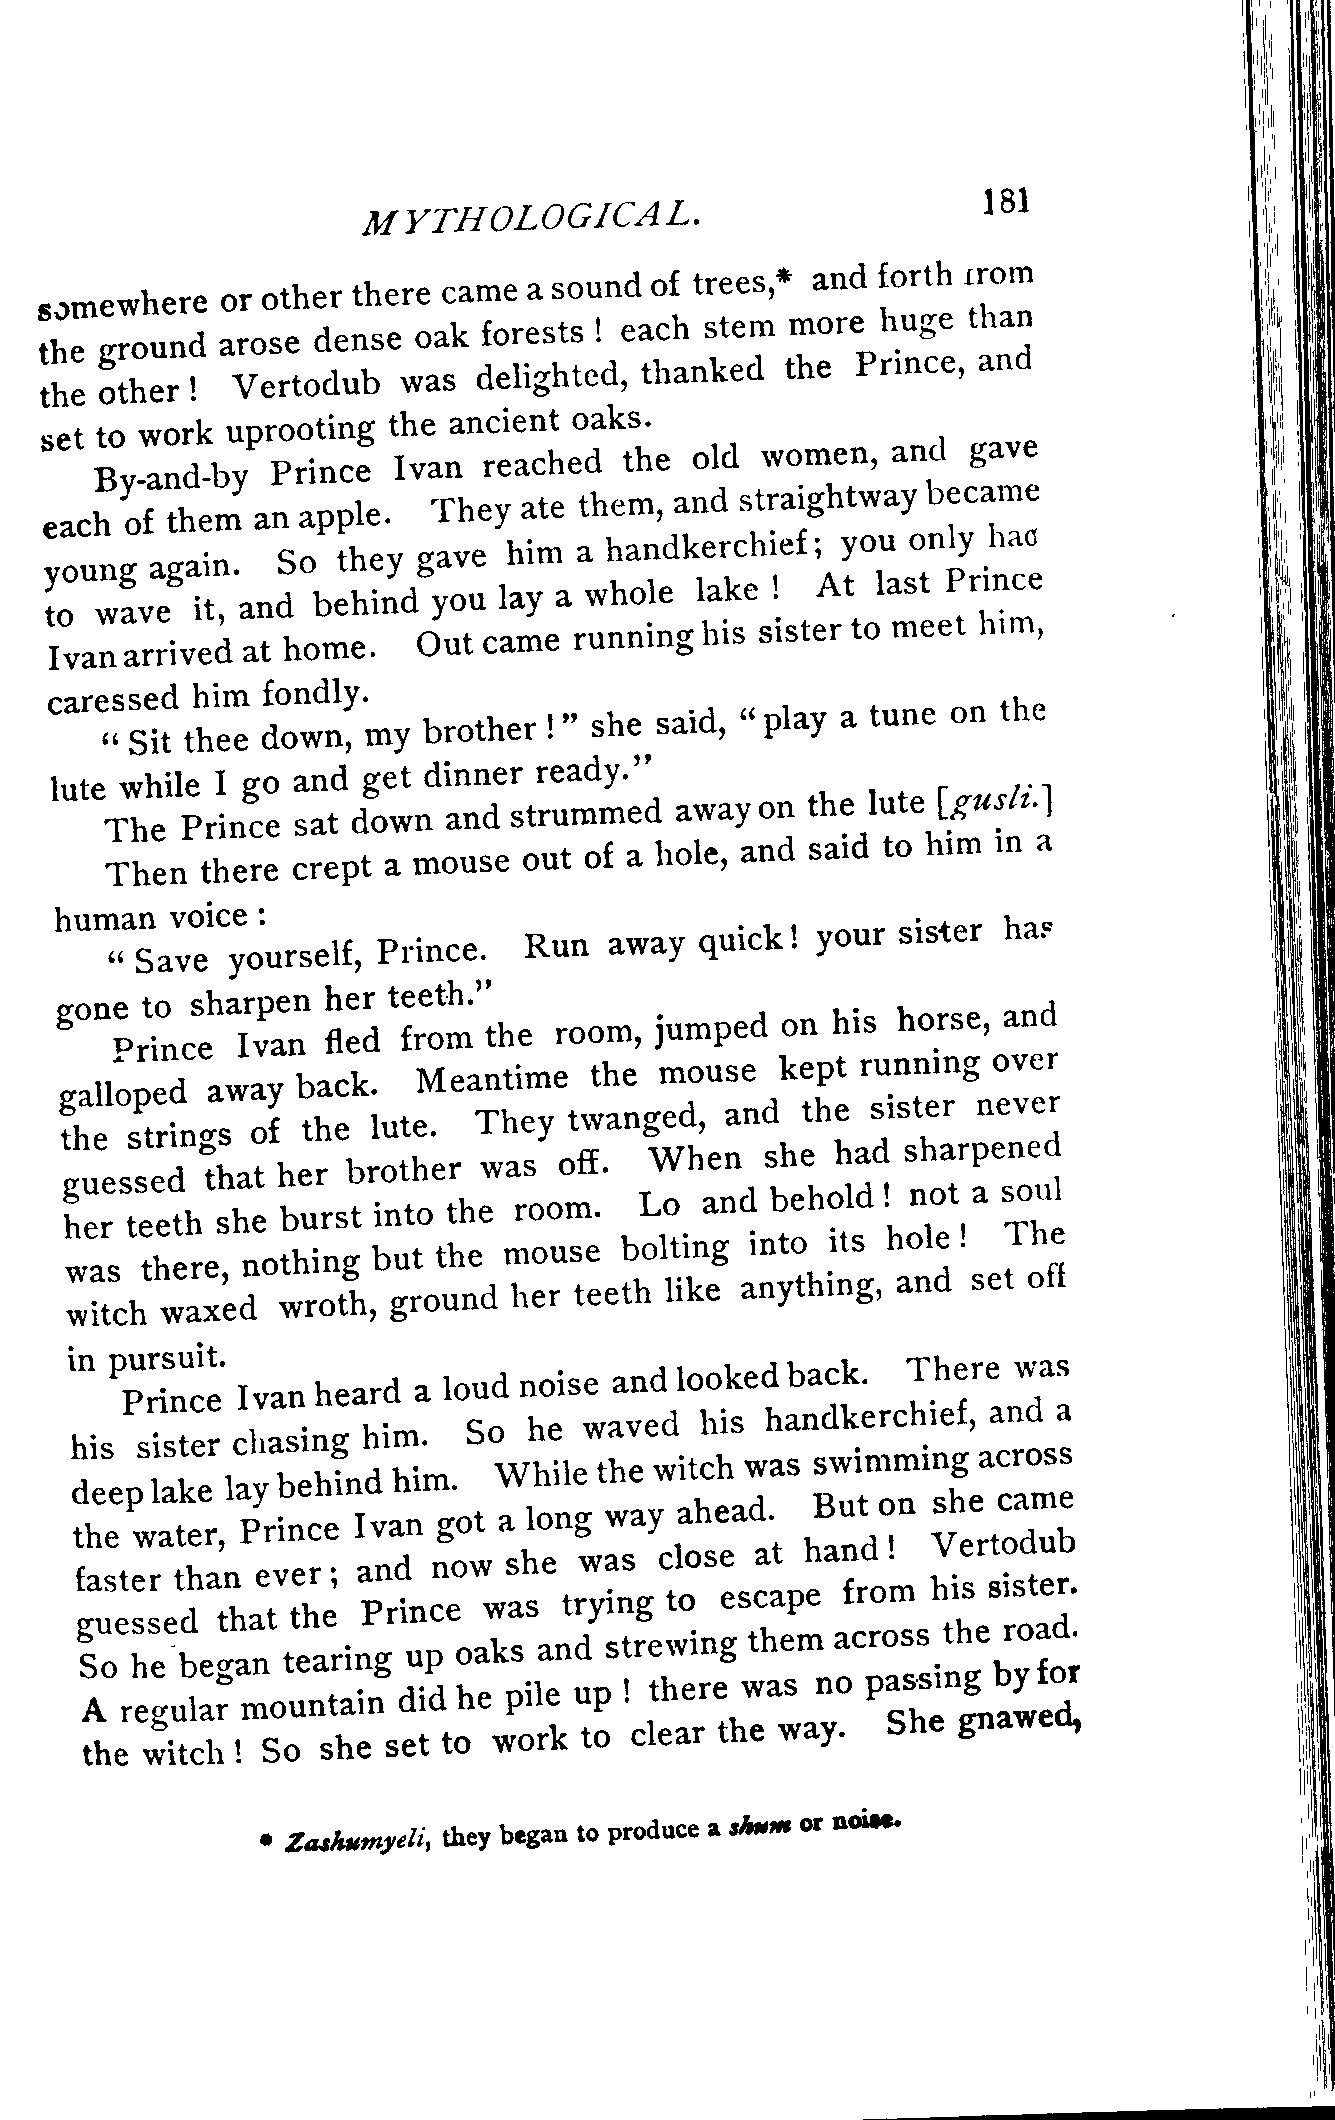 MYTHOLOGICAL. 181
somewhere or other there came a sound of trees,* and forth from
the ground arose dense oak forests! each stem more huge than
the other! Vertodub was delighted, thanked the Prince, and
set to work uprooting the ancient oaks.
By-and-by Prince Ivan reached the old women, and gave
each of them an apple. They ate them, and straightway became
young again. So they gave him a handkerchief; you only had
to wave it, and behind you lay a whole lake! At last Prince
Ivan arrived at home. Out came running his sister to meet him,
caressed him fondly.
"Sit thee down, my brother!" she said, "play a tune on the
lute while I go and get dinner ready."
The Prince sat down and strummed away on the lute [gusli.]
Then there crept a mouse out of a hole, and said to him in a
human voice:
"Save yourself, Prince. Run away quick! your sister has
gone to sharpen her teeth."
Prince Ivan fled from the room, jumped on his horse, and
galloped away back. Meantime the mouse kept running over
the strings of the lute. They twanged, and the sister never
guessed that her brother was off. When she had sharpened
her teeth she burst into the room. Lo and behold! not a soul
was there, nothing but the mouse bolting into its hole! The
witch waxed wroth, ground her teeth like anything, and set off
in pursuit.
Prince Ivan heard a loud noise and looked back. There was
his sister chasing him. So he waved his handkerchief, and a
deep lake lay behind him. While the witch was swimming across
the water, Prince Ivan got a long way ahead. But on she came
faster than ever; and now she was close at hand! Vertodub
guessed that the Prince was trying to escape from his sister.
So he began tearing up oaks and strewing them across the road.
A regular mountain did he pile up! there was no passing by for
the witch! So she set to work to clear the way. She gnawed,
* Zashumyeli, they began to produce a shum or noise.